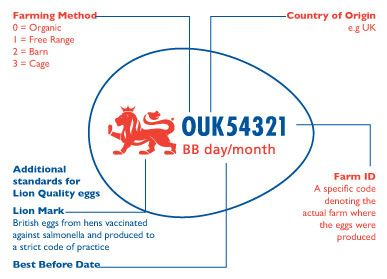 Farming Method
0 = Organic
1 = Free Range
2 = Barn
3 = Cage
Country of Origin
e.g UK
OUK54321
BB day/month
Additional
standards for
Lion Quality eggs
Lion Mark
British eggs from hens vaccinated
against salmonella and produced to
a strict code of practice
Best Before Date
Farm ID
A specific code
denoting the
actual farm where
the eggs were
produced